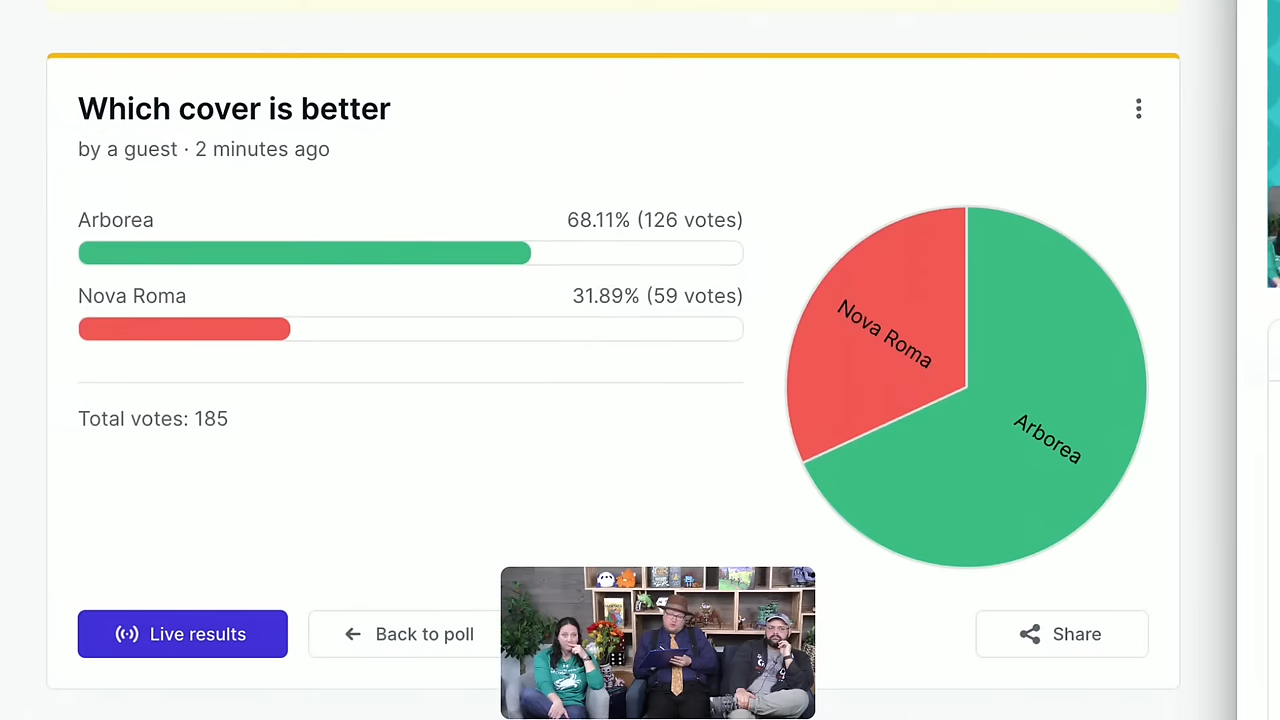 Which cover is better
by a guest · 2 minutes ago
Arborea 68.11% (126 votes)
Nova Roma 31.89% (59 votes)
Total votes: 185
Nova Roma
Arborea
Live results
Back to poll
Share